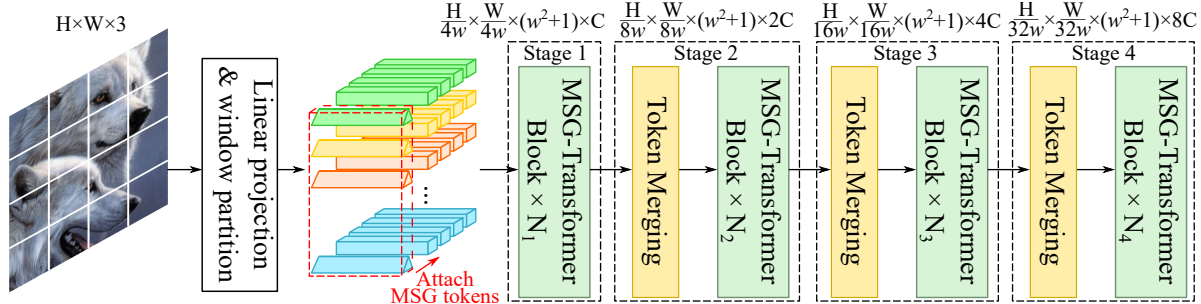 H×W×3
Linear projection
& window partition
...
Attach
MSG tokens
H/4w × W/4w ×(w²+1)×C
Stage 1
MSG-Transformer
Block × N₁
H/8w × W/8w ×(w²+1)×2C
Stage 2
Token Merging
MSG-Transformer
Block × N₂
H/16w × W/16w ×(w²+1)×4C
Stage 3
Token Merging
MSG-Transformer
Block × N₃
H/32w × W/32w ×(w²+1)×8C
Stage 4
Token Merging
MSG-Transformer
Block × N₄